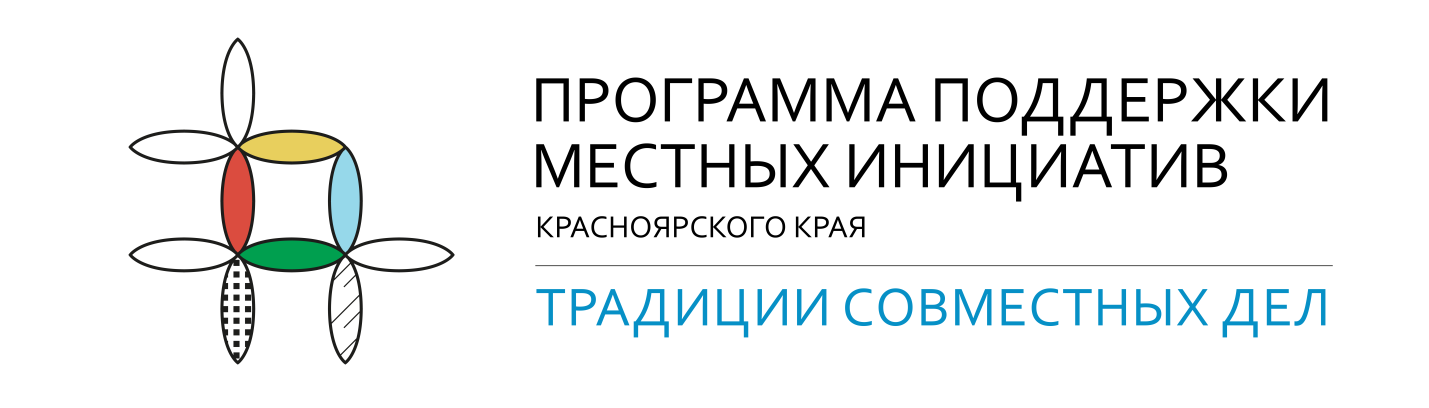 ПРОГРАММА ПОДДЕРЖКИ
МЕСТНЫХ ИНИЦИАТИВ
КРАСНОЯРСКОГО КРАЯ
ТРАДИЦИИ СОВМЕСТНЫХ ДЕЛ